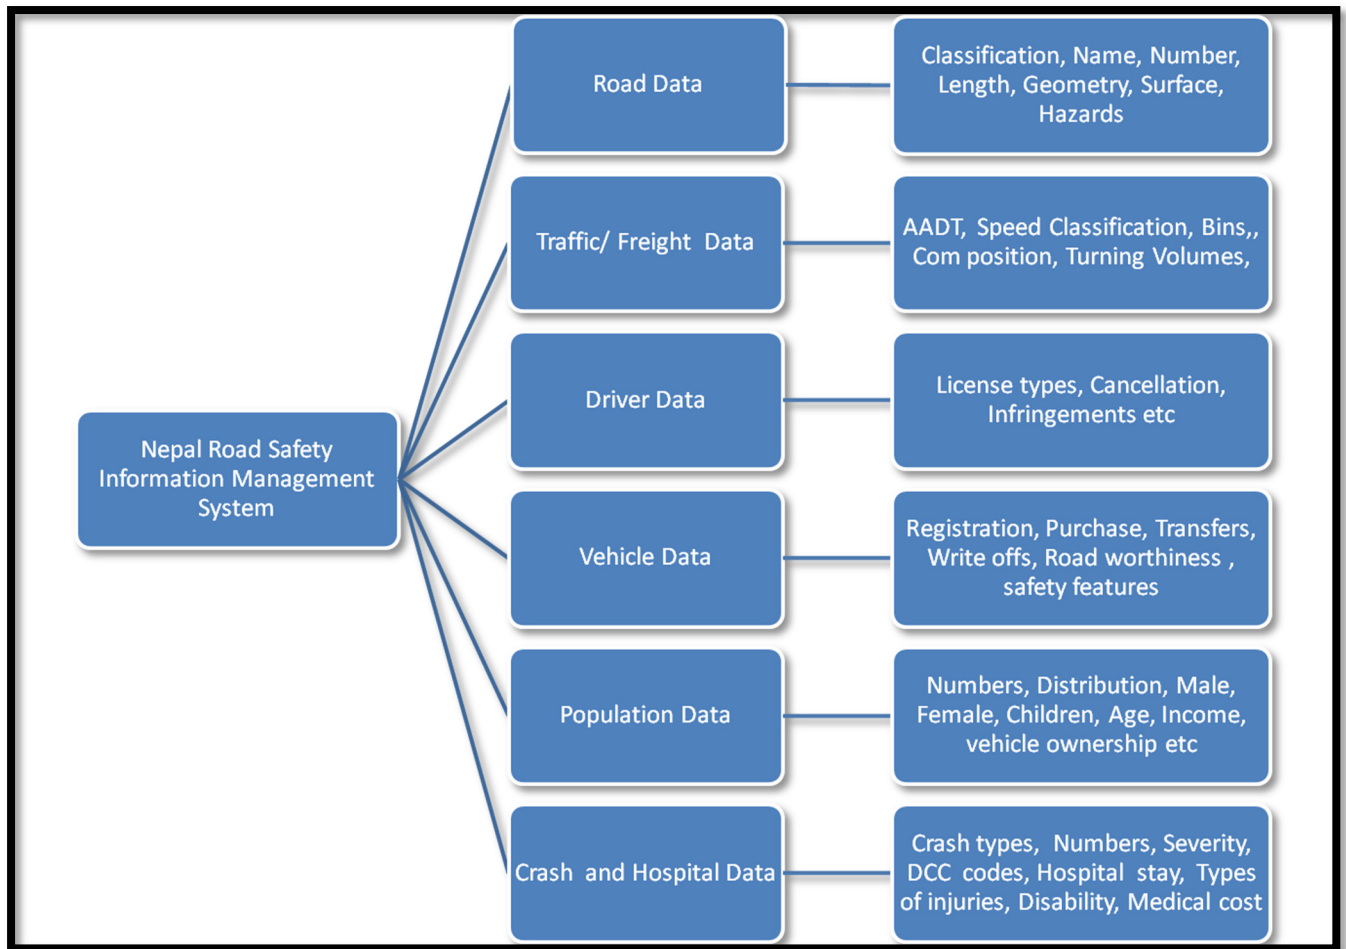 Nepal Road Safety
Information Management
System
Road Data
Classification, Name, Number,
Length, Geometry, Surface,
Hazards
Traffic/ Freight  Data
AADT,  Speed Classification, Bins,,
Com position, Turning Volumes,
Driver Data
License types, Cancellation,
Infringements etc
Vehicle Data
Registration, Purchase, Transfers,
Write offs, Road worthiness ,
safety features
Population Data
Numbers, Distribution, Male,
Female, Children, Age, Income,
vehicle ownership etc
Crash  and Hospital Data
Crash types,  Numbers, Severity,
DCC codes, Hospital  stay,  Types
of injuries, Disability, Medical cost